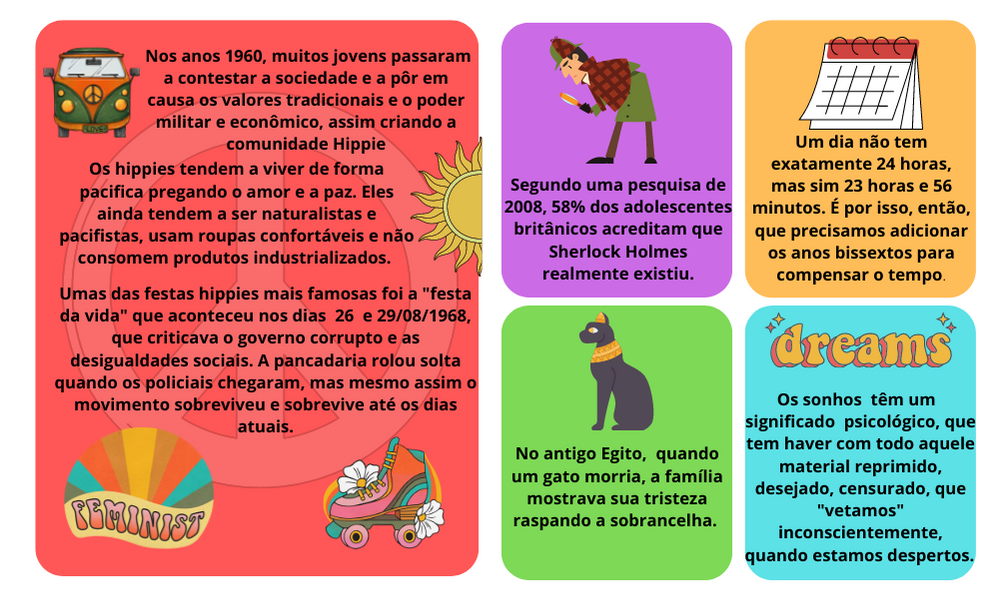 Nos anos 1960, muitos jovens passaram
a contestar a sociedade e a pôr em
causa os valores tradicionais e o poder
militar e econômico, assim criando a
comunidade Hippie
Os hippies tendem a viver de forma
pacifica pregando o amor e a paz. Eles
ainda tendem a ser naturalistas e
pacifistas, usam roupas confortáveis e não
consomem produtos industrializados.
Umas das festas hippies mais famosas foi a "festa
da vida" que aconteceu nos dias 26 e 29/08/1968,
que criticava o governo corrupto e as
desigualdades sociais. A pancadaria rolou solta
quando os policiais chegaram, mas mesmo assim o
movimento sobreviveu e sobrevive até os dias
atuais.
LOVE
FEMINIST
Segundo uma pesquisa de
2008, 58% dos adolescentes
britânicos acreditam que
Sherlock Holmes
realmente existiu.
Um dia não tem
exatamente 24 horas,
mas sim 23 horas e 56
minutos. É por isso, então,
que precisamos adicionar
os anos bissextos para
compensar o tempo.
No antigo Egito, quando
um gato morria, a família
mostrava sua tristeza
raspando a sobrancelha.
dreams
Os sonhos têm um
significado psicológico, que
tem haver com todo aquele
material reprimido,
desejado, censurado, que
"vetamos"
inconscientemente,
quando estamos despertos.